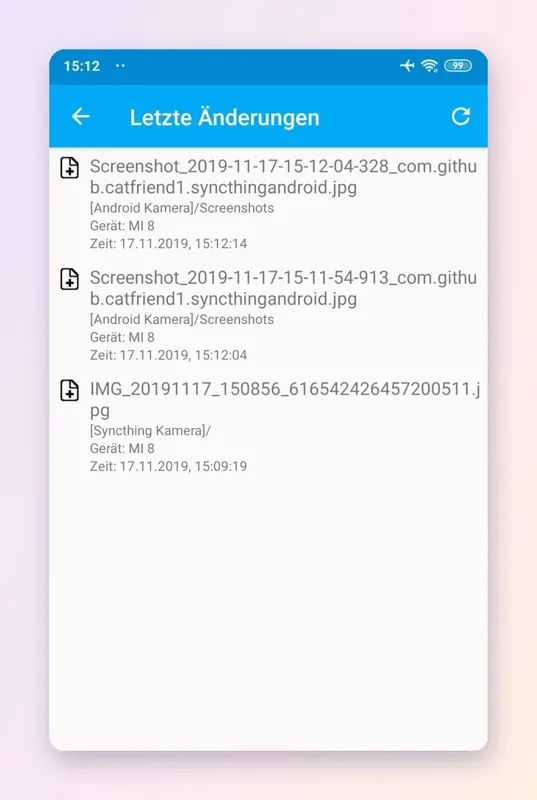 15:12
99
Letzte Änderungen
Screenshot_2019-11-17-15-12-04-328_com.githu
b.catfriend1.syncthingandroid.jpg
[Android Kamera]/Screenshots
Gerät: MI 8
Zeit: 17.11.2019, 15:12:14
Screenshot_2019-11-17-15-11-54-913_com.githu
b.catfriend1.syncthingandroid.jpg
[Android Kamera]/Screenshots
Gerät: MI 8
Zeit: 17.11.2019, 15:12:04
IMG_20191117_150856_616542426457200511.j
pg
[Syncthing Kamera]/
Gerät: MI 8
Zeit: 17.11.2019, 15:09:19